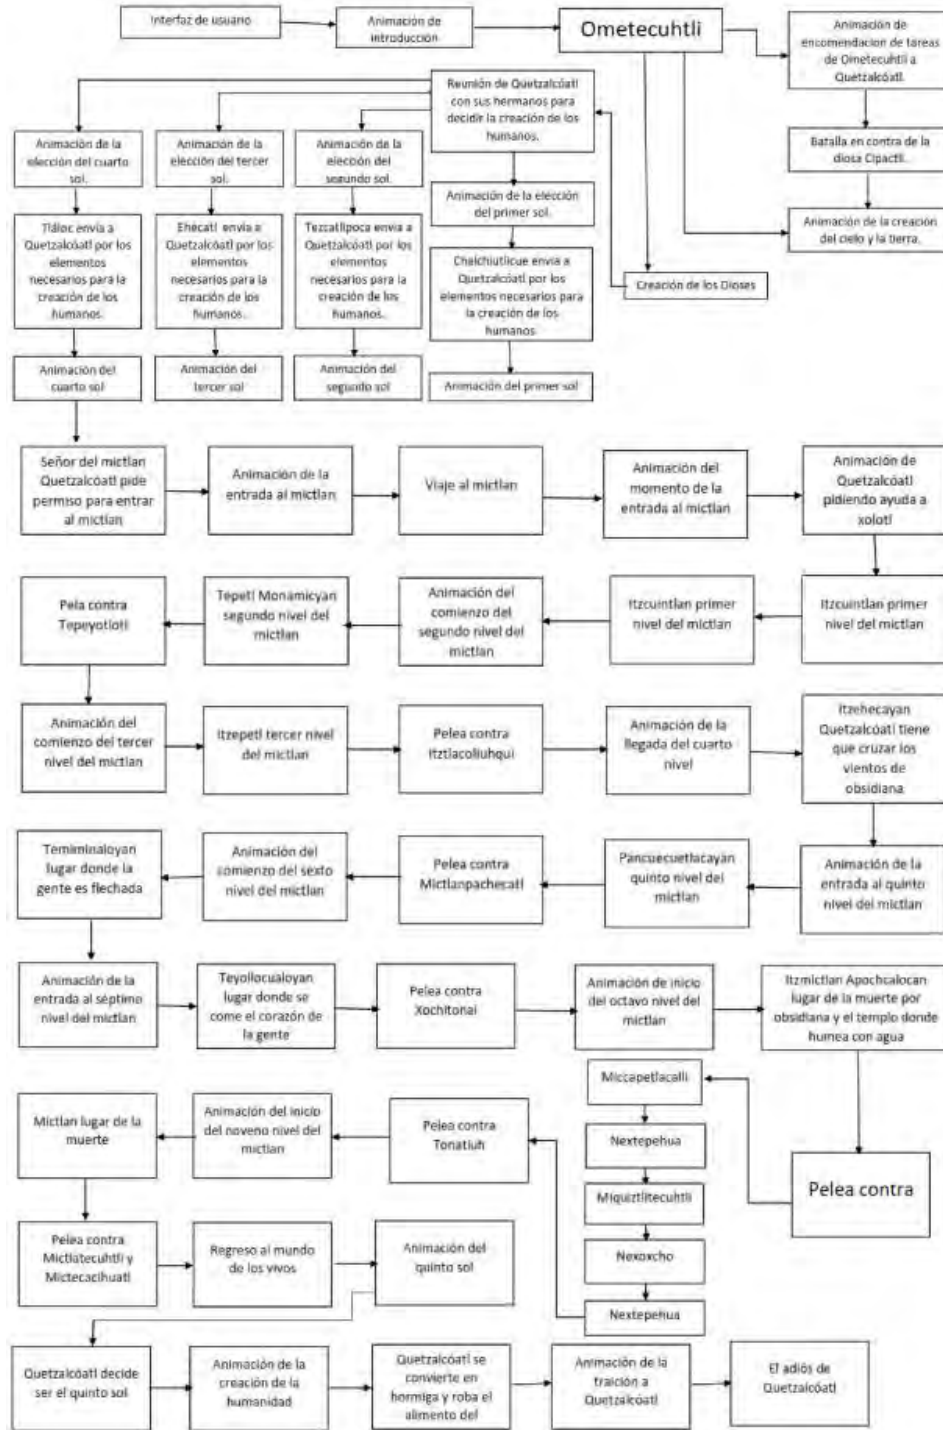 Interfaz de usuario
Animación de
introducción
Ometecuhtli
Animación de
encomendacion de tareas
de Ometecuhtli a
Quetzalcóatl.
Reunión de Quetzalcóatl
con sus hermanos para
decidir la creación de los
humanos.
Animación de la
elección del cuarto
sol.
Animación de la
elección del tercer
sol.
Animación de la
elección del
segundo sol.
Batalla en contra de la
diosa Cipactli.
Animación de la elección
del primer sol.
Animación de la creación
del cielo y la tierra.
Tláloc envía a
Quetzalcóatl por los
elementos
necesarios para la
creación de los
humanos.
Ehécatl envía a
Quetzalcóatl por los
elementos
necesarios para la
creación de los
humanos.
Tezcatlipoca envía a
Quetzalcóatl por los
elementos
necesarios para la
creación de los
humanos.
Chalchiutlicue envía a
Quetzalcóatl por los
elementos necesarios para
la creación de los
humanos
Creación de los Dioses
Animación del
cuarto sol
Animación del
tercer sol
Animación del
segundo sol
Animación del primer sol
Señor del mictlan
Quetzalcóatl pide
permiso para entrar
al mictlan
Animación de la
entrada al mictlan
Viaje al mictlan
Animación del
momento de la
entrada al mictlan
Animación de
Quetzalcóatl
pidiendo ayuda a
xolotl
Pela contra
Tepeyotlotl
Tepetl Monamicyan
segundo nivel del
mictlan
Animación del
comienzo del
segundo nivel del
mictlan
Itzcuintlan primer
nivel del mictlan
Itzcuintlan primer
nivel del mictlan
Animación del
comienzo del tercer
nivel del mictlan
Itzepetl tercer nivel
del mictlan
Pelea contra
Itztlacoliuhqui
Animación de la
llegada del cuarto
nivel
Itzehecayan
Quetzalcóatl tiene
que cruzar los
vientos de
obsidiana
Temiminaloyan
lugar donde la
gente es flechada
Animación del
comienzo del sexto
nivel del mictlan
Pelea contra
Mictlanpachecatl
Pancuecuetlacayan
quinto nivel del
mictlan
Animación de la
entrada al quinto
nivel del mictlan
Animación de la
entrada al séptimo
nivel del mictlan
Teyollocualoyan
lugar donde se
come el corazón de
la gente
Pelea contra
Xochitonal
Animación de inicio
del octavo nivel del
mictlan
Itzmictlan Apochcalocan
lugar de la muerte por
obsidiana y el templo donde
humea con agua
Mictlan lugar de la
muerte
Animación del inicio
del noveno nivel del
mictlan
Pelea contra
Tonatiuh
Miccapetlacalli
Nextepehua
Miquiztlitecuhtli
Nexoxcho
Nextepehua
Pelea contra
Pelea contra
Mictlatecuhtli y
Mictecacihuatl
Regreso al mundo
de los vivos
Animación del
quinto sol
Quetzalcóatl decide
ser el quinto sol
Animación de la
creación de la
humanidad
Quetzalcóatl se
convierte en
hormiga y roba el
alimento del
Animación de la
traición a
Quetzalcóatl
El adiós de
Quetzalcóatl